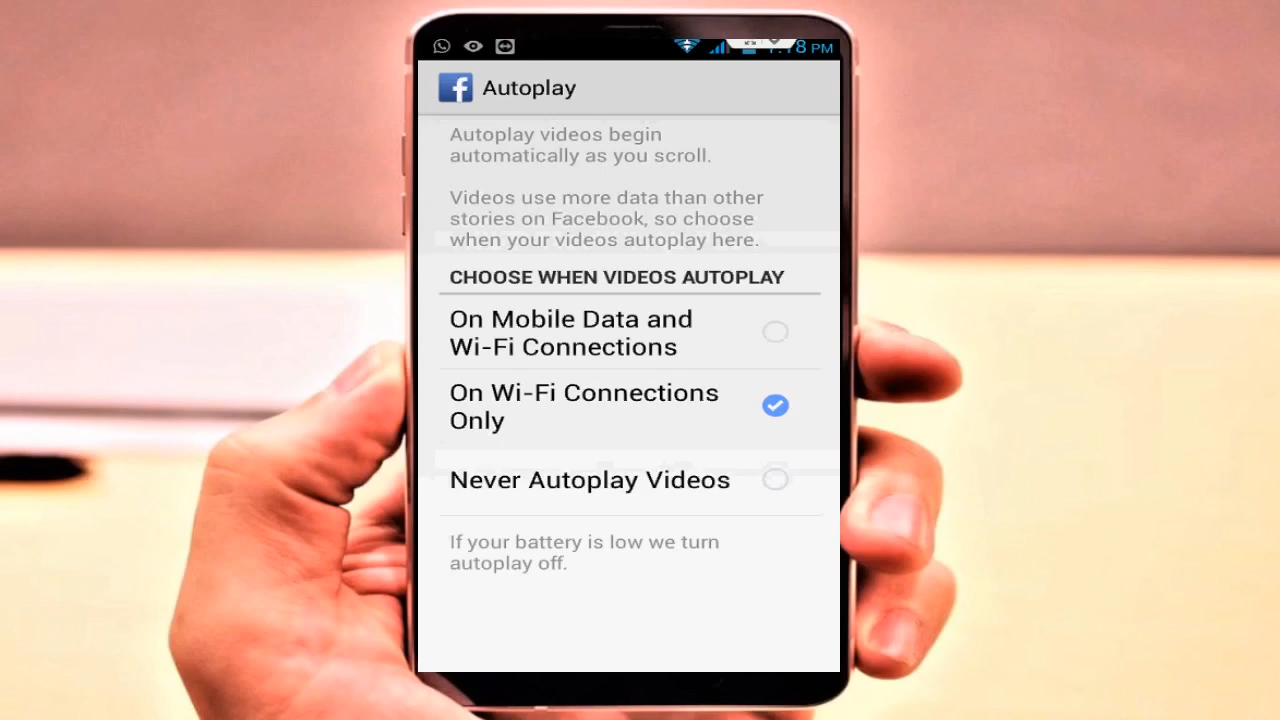 PM
Autoplay
Autoplay videos begin
automatically as you scroll.
Videos use more data than other
stories on Facebook, so choose
when your videos autoplay here.
CHOOSE WHEN VIDEOS AUTOPLAY
On Mobile Data and
Wi-Fi Connections
On Wi-Fi Connections
Only
Never Autoplay Videos
If your battery is low we turn
autoplay off.